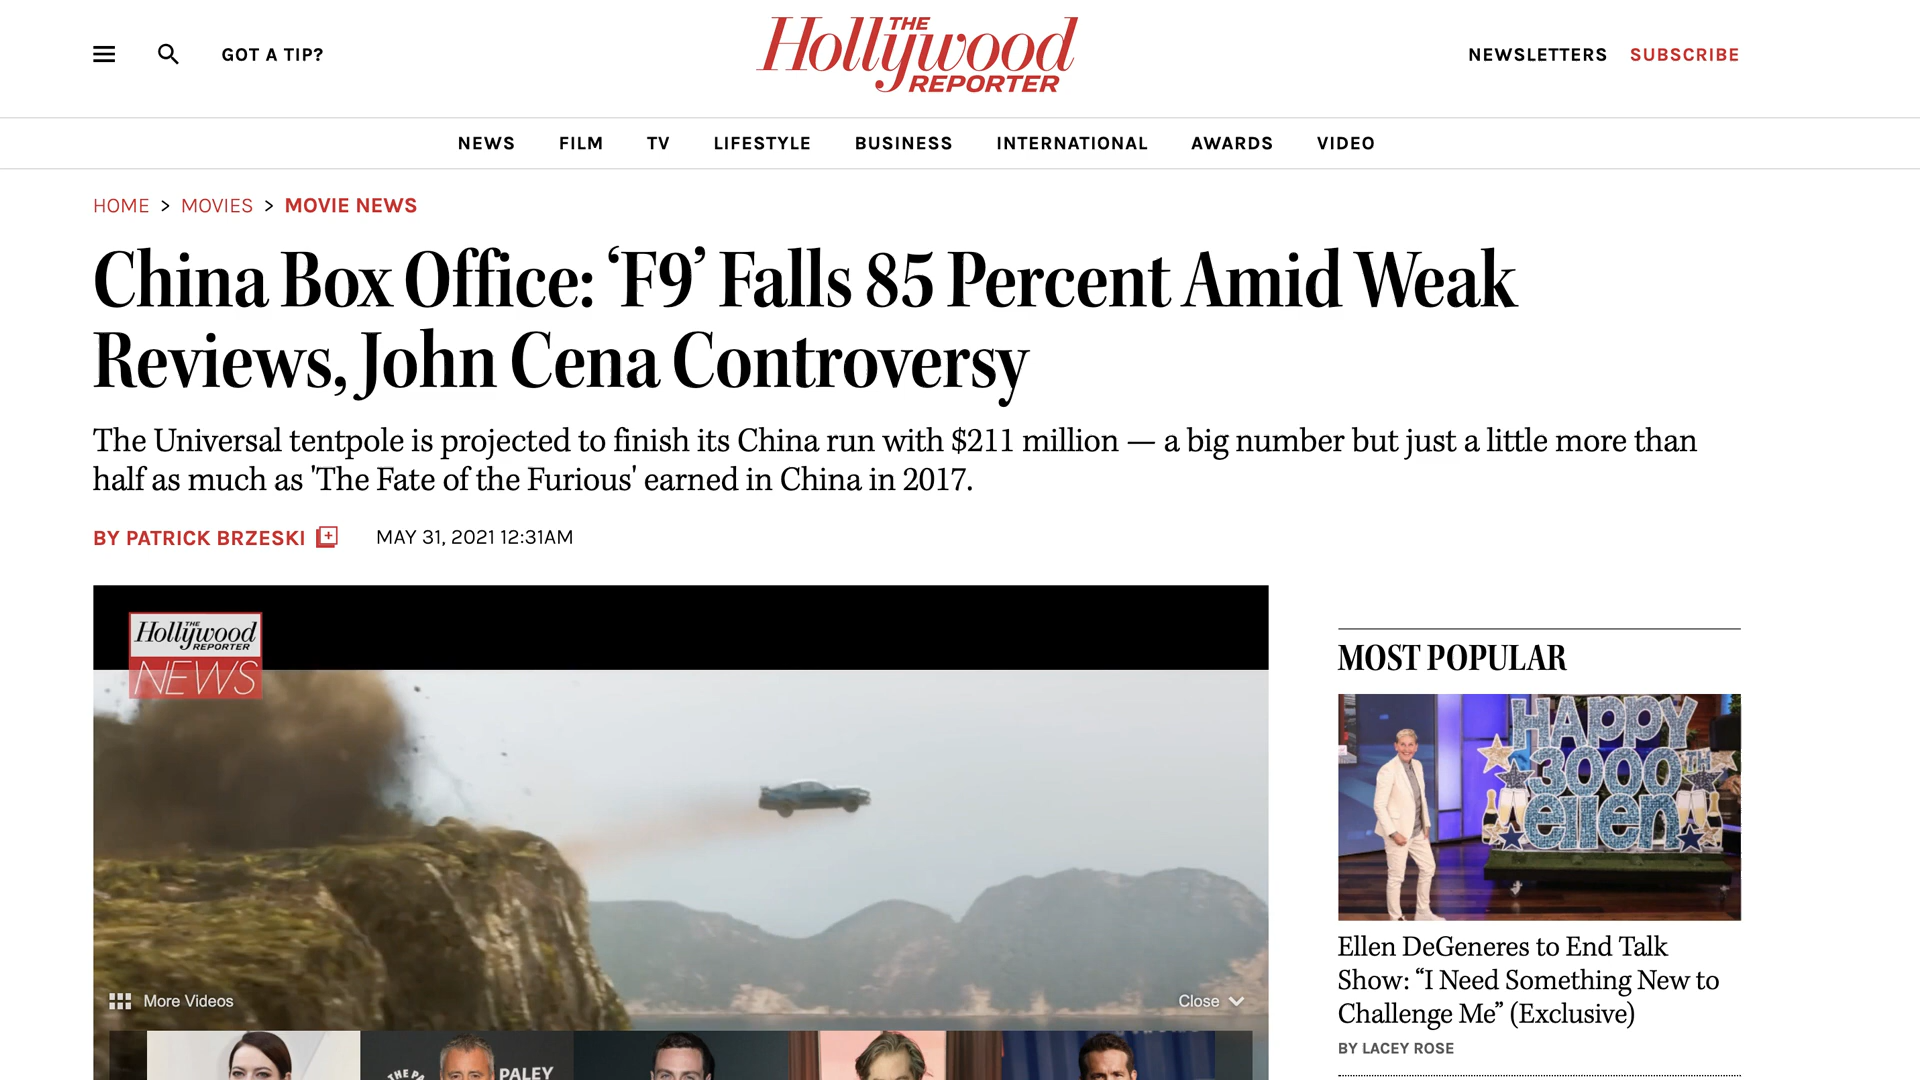 GOT A TIP?
THE
Hollywood
REPORTER
NEWSLETTERS SUBSCRIBE
NEWS FILM TV LIFESTYLE BUSINESS INTERNATIONAL AWARDS VIDEO
HOME > MOVIES > MOVIE NEWS
China Box Office: ‘F9’ Falls 85 Percent Amid Weak
Reviews, John Cena Controversy
The Universal tentpole is projected to finish its China run with $211 million — a big number but just a little more than
half as much as 'The Fate of the Furious' earned in China in 2017.
BY PATRICK BRZESKI MAY 31, 2021 12:31AM
THE
Hollywood
REPORTER
NEWS
More Videos
Close
THE PA
PALEY
MOST POPULAR
HAPPY
3000TH
ellen
Ellen DeGeneres to End Talk
Show: “I Need Something New to
Challenge Me” (Exclusive)
BY LACEY ROSE